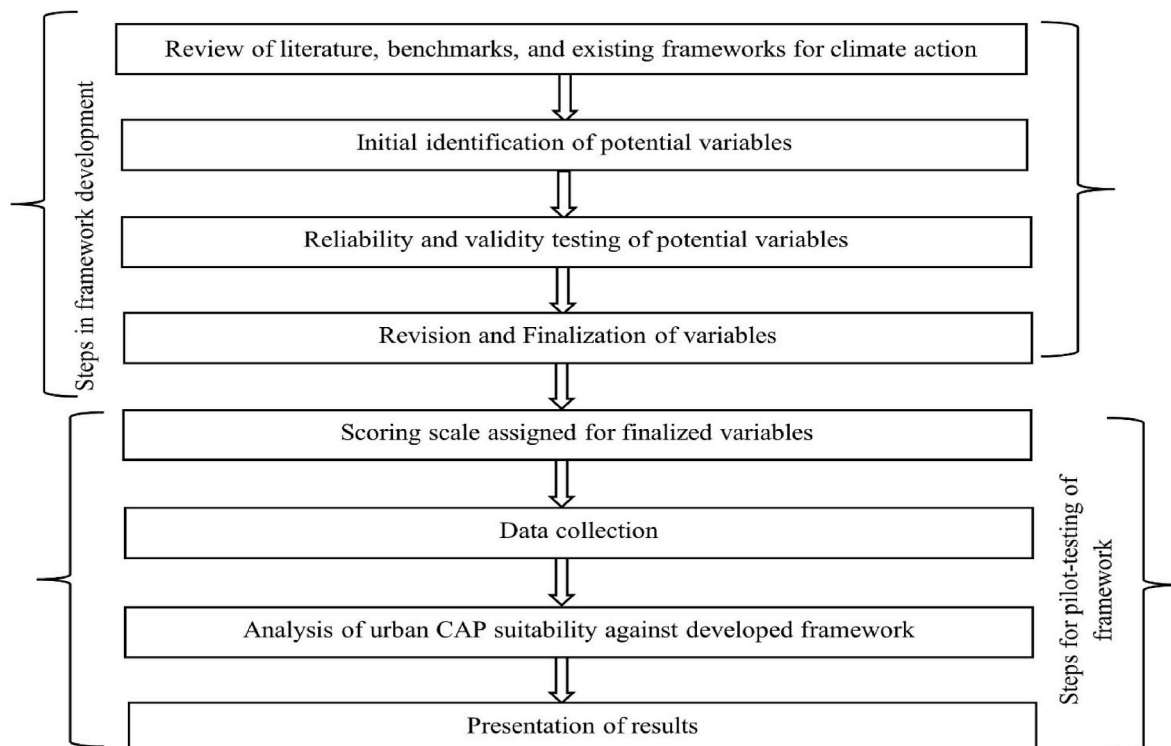 Review of literature, benchmarks, and existing frameworks for climate action
Initial identification of potential variables
Reliability and validity testing of potential variables
Revision and Finalization of variables
Steps in framework development
Scoring scale assigned for finalized variables
Data collection
Analysis of urban CAP suitability against developed framework
Presentation of results
Steps for pilot-testing of
framework